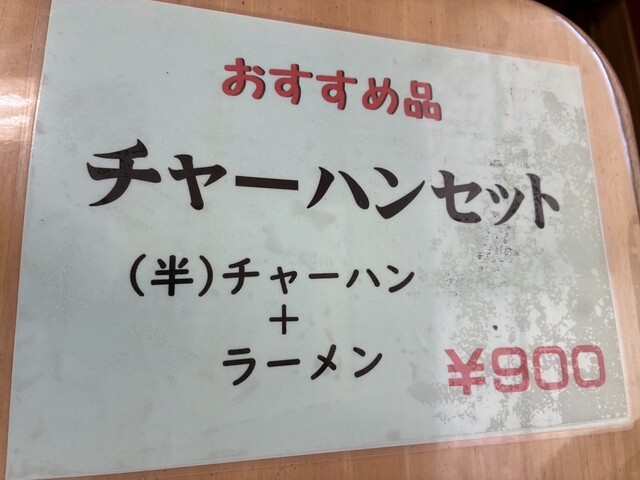 おすすめ品
チャーハンセット
(半)チャーハン
+
ラーメン
¥900